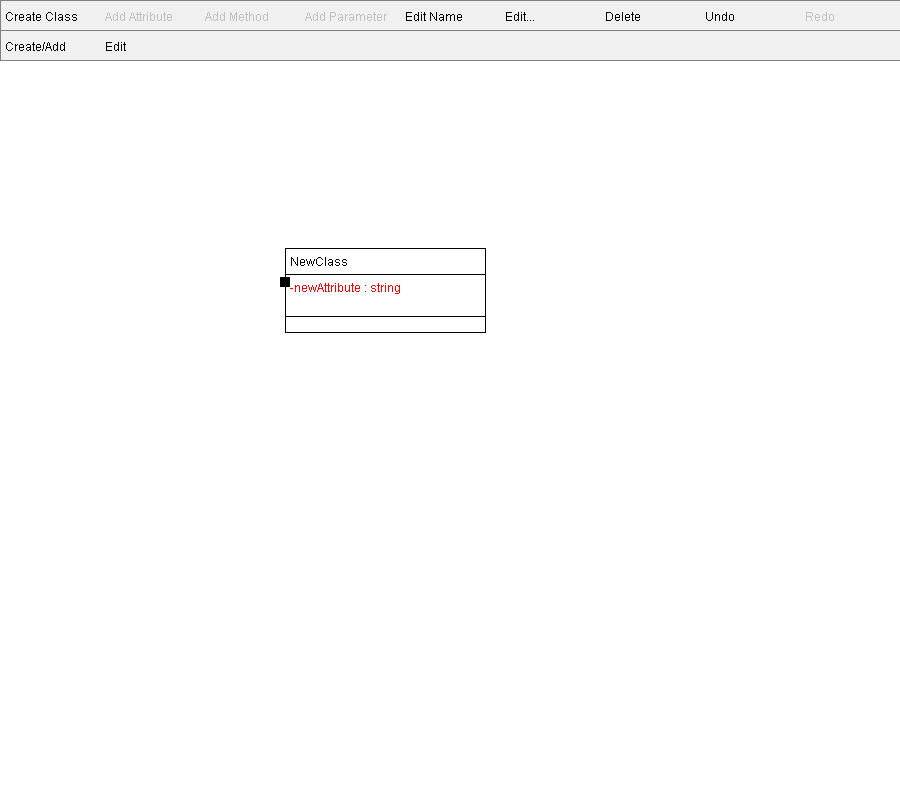 Create Class Add Attribute Add Method Add Parameter Edit Name Edit... Delete Undo Redo
Create/Add Edit
NewClass
-newAttribute : string